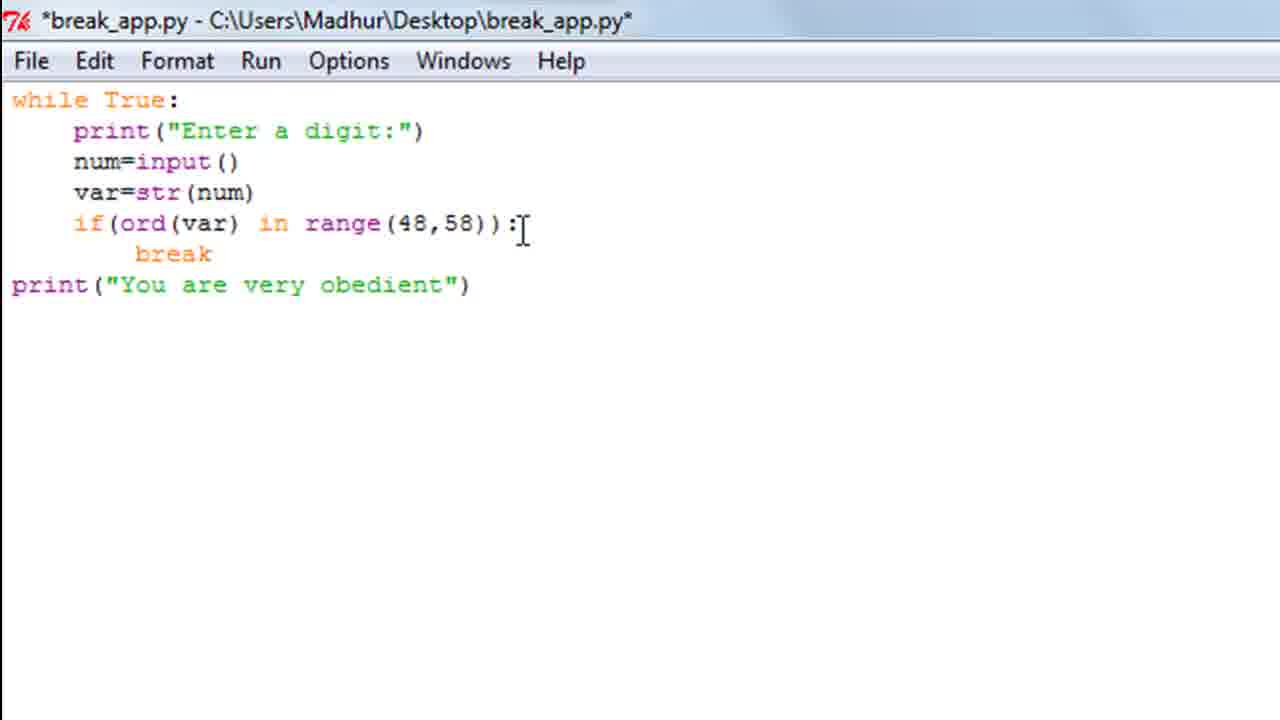 *break_app.py - C:\Users\Madhur\Desktop\break_app.py*
File Edit Format Run Options Windows Help
while True:
    print("Enter a digit:")
    num=input()
    var=str(num)
    if(ord(var) in range(48,58)):
        break
print("You are very obedient")